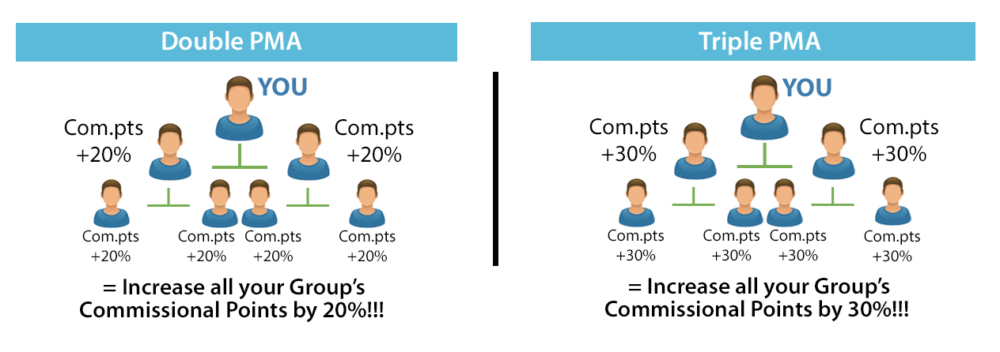 Double PMA
YOU
Com.pts
+20%
Com.pts
+20%
Com.pts
+20%
Com.pts
+20%
Com.pts
+20%
Com.pts
+20%
= Increase all your Group's
Commissional Points by 20%!!!
Triple PMA
YOU
Com.pts
+30%
Com.pts
+30%
Com.pts
+30%
Com.pts
+30%
Com.pts
+30%
Com.pts
+30%
= Increase all your Group's
Commissional Points by 30%!!!